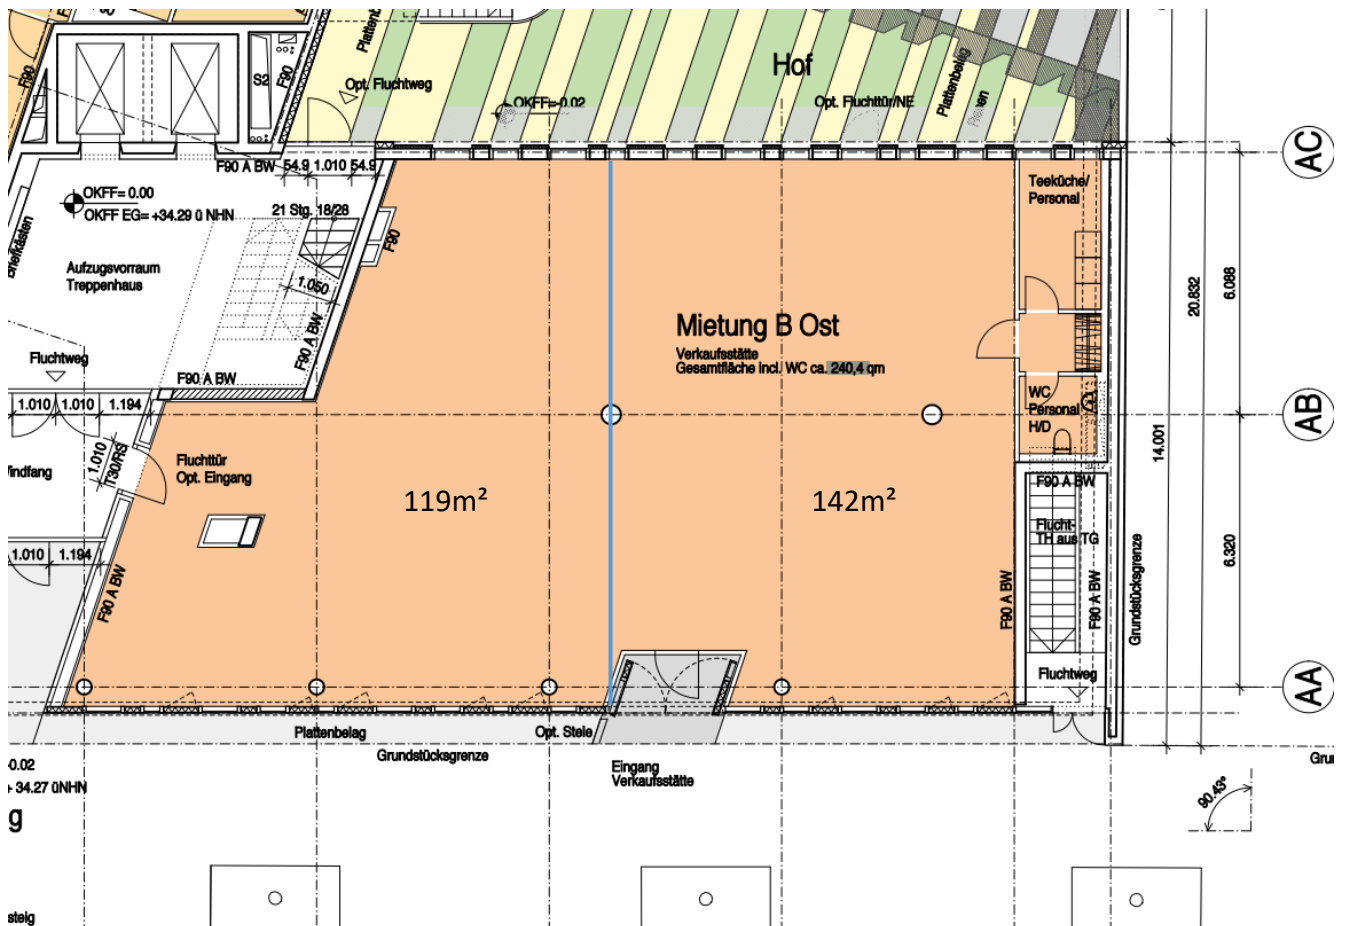 F90
S2
F90
F90
Plattenbelag
Opt. Fluchtweg
OKFF=-0.02
Hof
Opt. Fluchttür/NE
Plattenbelag
F90 A BW
54.9
1.010
54.9
AC
OKFF= 0.00
OKFF EG= +34.29 ü NHN
21 Stg. 18/28
F90
Teeküche/
Personal
Aufzugsvorraum
Treppenhaus
1.050
F90 A BW
20.832
6.088
Mietung B Ost
Verkaufsstätte
Gesamtfläche incl. WC ca. 240,4 qm
Fluchtweg
F90 A BW
1.010
1.010
1.194
WC
Personal
H/D
AB
14.001
1.010
T30/RS
Fluchttür
Opt. Eingang
119m²
142m²
F90 A BW
Flucht-
TH aus TG
1.010
1.194
F90 A BW
F90 A BW
F90 A BW
Grundstücksgrenze
6.320
Fluchtweg
AA
Plattenbelag
Opt. Stele
Grundstücksgrenze
Eingang
Verkaufsstätte
34.27 üNHN
90.43°
g
steig